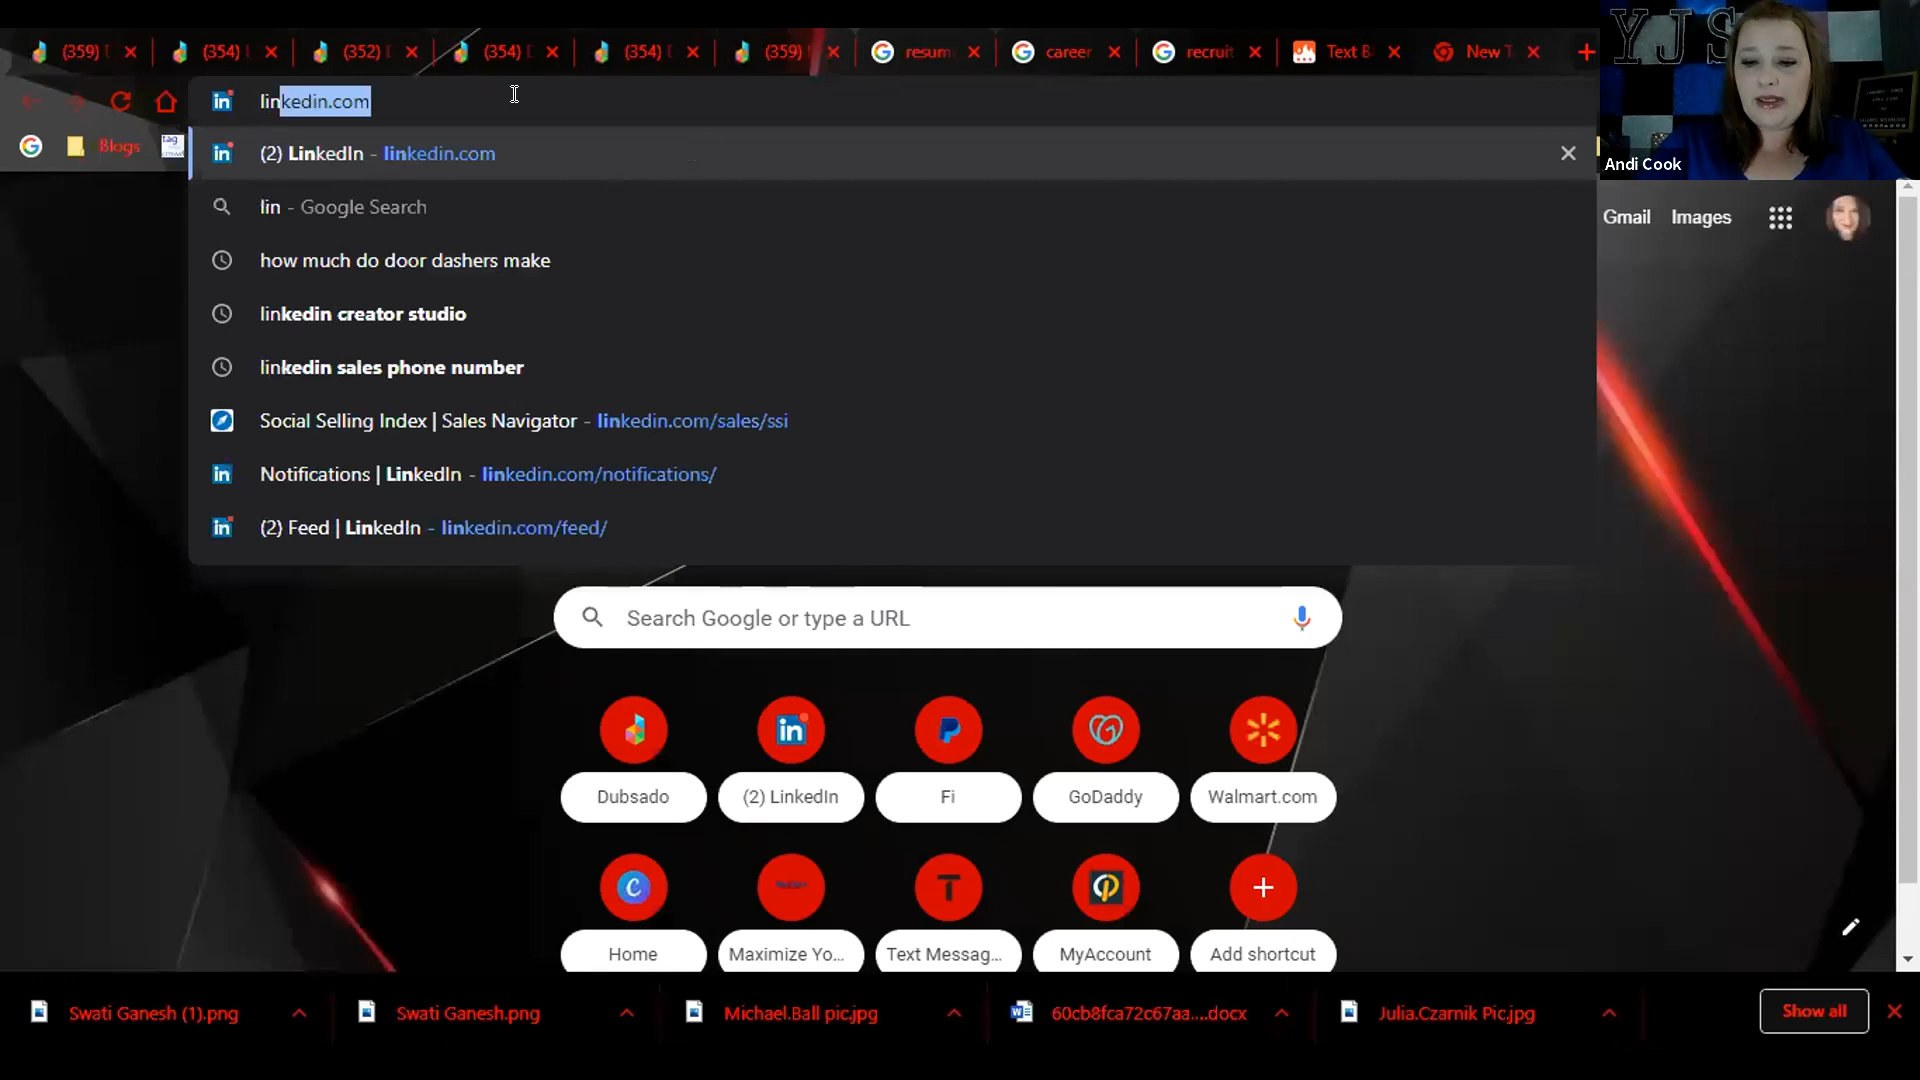 (359)
(354)
(352)
(354)
(354)
(359)
resum
career
recruit
Text B
New T
YJS
linkedin.com
Blogs
(2) LinkedIn - linkedin.com
Andi Cook
lin - Google Search
Gmail Images
how much do door dashers make
linkedin creator studio
linkedin sales phone number
Social Selling Index | Sales Navigator - linkedin.com/sales/ssi
Notifications | LinkedIn - linkedin.com/notifications/
(2) Feed | LinkedIn - linkedin.com/feed/
Search Google or type a URL
Dubsado
(2) LinkedIn
Fi
GoDaddy
Walmart.com
Home
Maximize Yo...
Text Messag...
MyAccount
Add shortcut
Swati Ganesh (1).png
Swati Ganesh.png
Michael.Ball pic.jpg
60cb8fca72c67aa....docx
Julia.Czarnik Pic.jpg
Show all